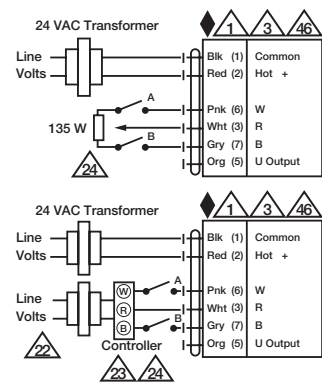 24 VAC Transformer
1 3 46
Line
Volts
Blk (1) Common
Red (2) Hot +
A
Pnk (6) W
135 W
Wht (3) R
B
Gry (7) B
Org (5) U Output
24
24 VAC Transformer
1 3 46
Line
Volts
Blk (1) Common
Red (2) Hot +
Line
Volts
W
A
Pnk (6) W
R
Wht (3) R
B
B
Gry (7) B
Org (5) U Output
22
Controller
23 24